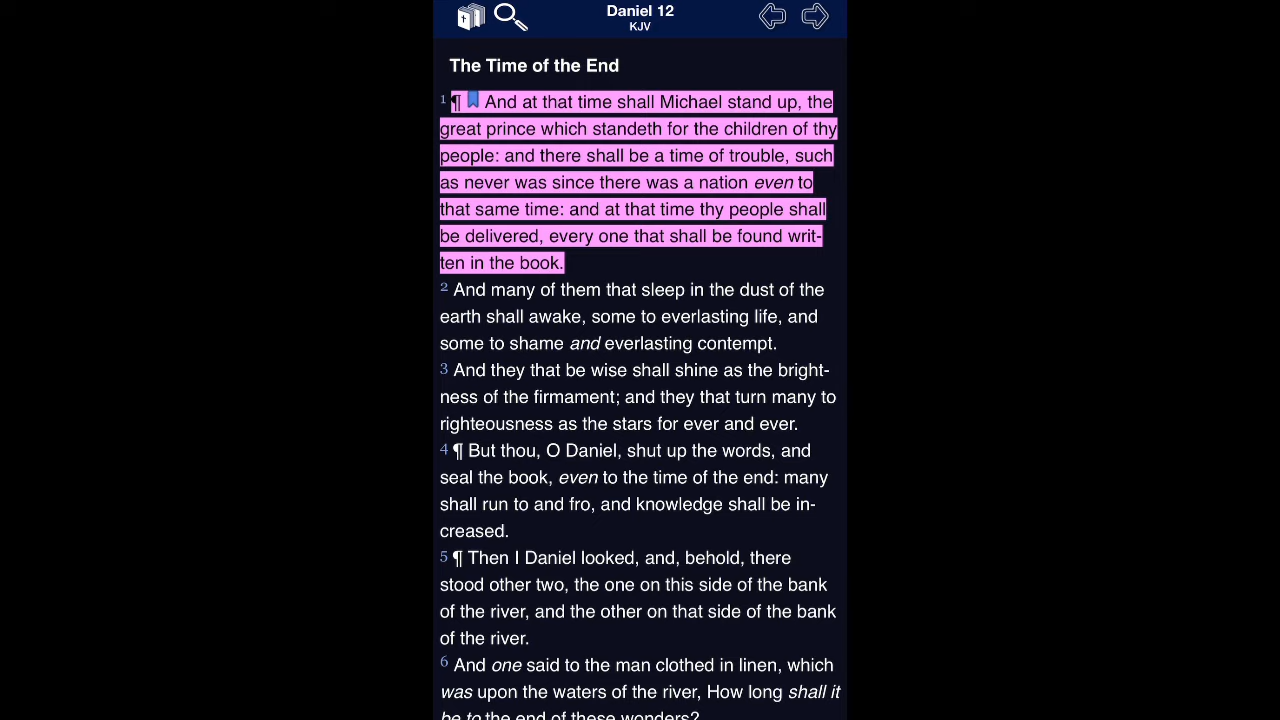 Daniel 12
KJV
The Time of the End
1 ¶ And at that time shall Michael stand up, the
great prince which standeth for the children of thy
people: and there shall be a time of trouble, such
as never was since there was a nation even to
that same time: and at that time thy people shall
be delivered, every one that shall be found writ-
ten in the book.
2 And many of them that sleep in the dust of the
earth shall awake, some to everlasting life, and
some to shame and everlasting contempt.
3 And they that be wise shall shine as the bright-
ness of the firmament; and they that turn many to
righteousness as the stars for ever and ever.
4 ¶ But thou, O Daniel, shut up the words, and
seal the book, even to the time of the end: many
shall run to and fro, and knowledge shall be in-
creased.
5 ¶ Then I Daniel looked, and, behold, there
stood other two, the one on this side of the bank
of the river, and the other on that side of the bank
of the river.
6 And one said to the man clothed in linen, which
was upon the waters of the river, How long shall it
be to the end of these wonders?